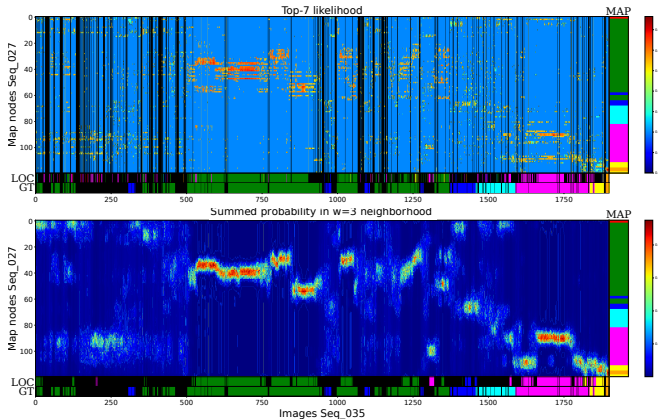 Top-7 likelihood
MAP
Map nodes Seq_027
0
20
40
60
80
100
LOC
GT
0 250 500 750 1000 1250 1500 1750
Summed probability in w=3 neighborhood
MAP
Map nodes Seq_027
0
20
40
60
80
100
LOC
GT
0 250 500 750 1000 1250 1500 1750
Images Seq_035